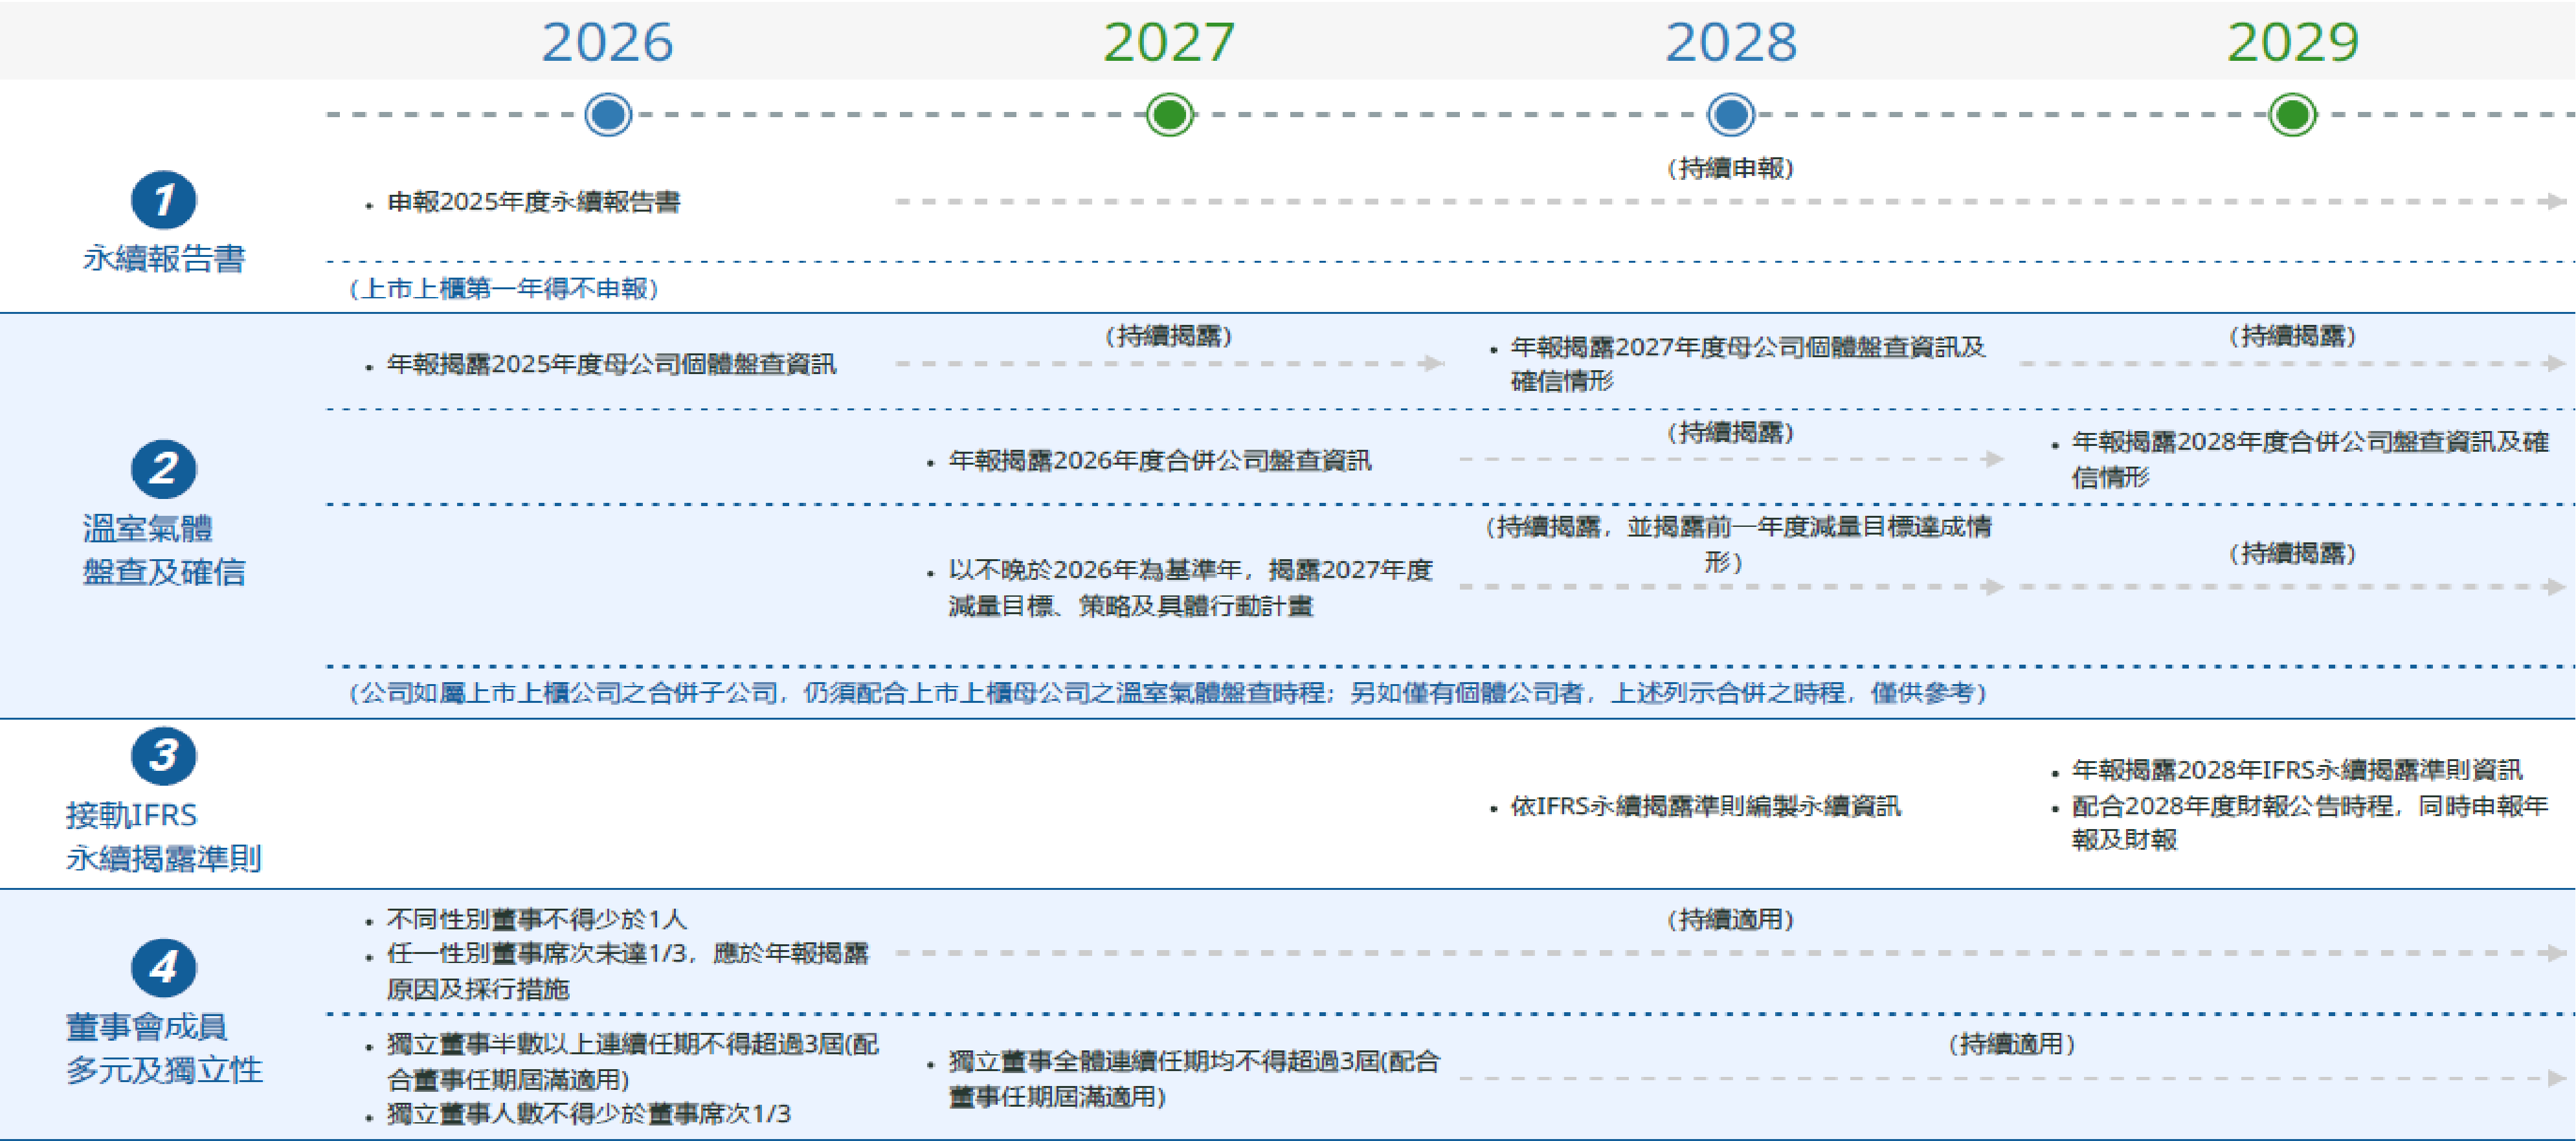 2026
2027
2028
2029
1
永續報告書
• 申報2025年度永續報告書
(持續申報)
(上市上櫃第一年得不申報)
2
溫室氣體
盤查及確信
• 年報揭露2025年度母公司個體盤查資訊
(持續揭露)
• 年報揭露2027年度母公司個體盤查資訊及
確信情形
(持續揭露)
• 年報揭露2026年度合併公司盤查資訊
(持續揭露)
• 年報揭露2028年度合併公司盤查資訊及確
信情形
• 以不晚於2026年為基準年，揭露2027年度
減量目標、策略及具體行動計畫
(持續揭露，並揭露前一年度減量目標達成情
形)
(持續揭露)
(公司如屬上市上櫃公司之合併子公司，仍須配合上市上櫃母公司之溫室氣體盤查時程；另如僅有個體公司者，上述列示合併之時程，僅供參考)
3
接軌IFRS
永續揭露準則
• 依IFRS永續揭露準則編製永續資訊
• 年報揭露2028年IFRS永續揭露準則資訊
• 配合2028年度財報公告時程，同時申報年
報及財報
4
董事會成員
多元及獨立性
• 不同性別董事不得少於1人
• 任一性別董事席次未達1/3，應於年報揭露
原因及採行措施
(持續適用)
• 獨立董事半數以上連續任期不得超過3屆(配
合董事任期屆滿適用)
• 獨立董事人數不得少於董事席次1/3
• 獨立董事全體連續任期均不得超過3屆(配合
董事任期屆滿適用)
(持續適用)